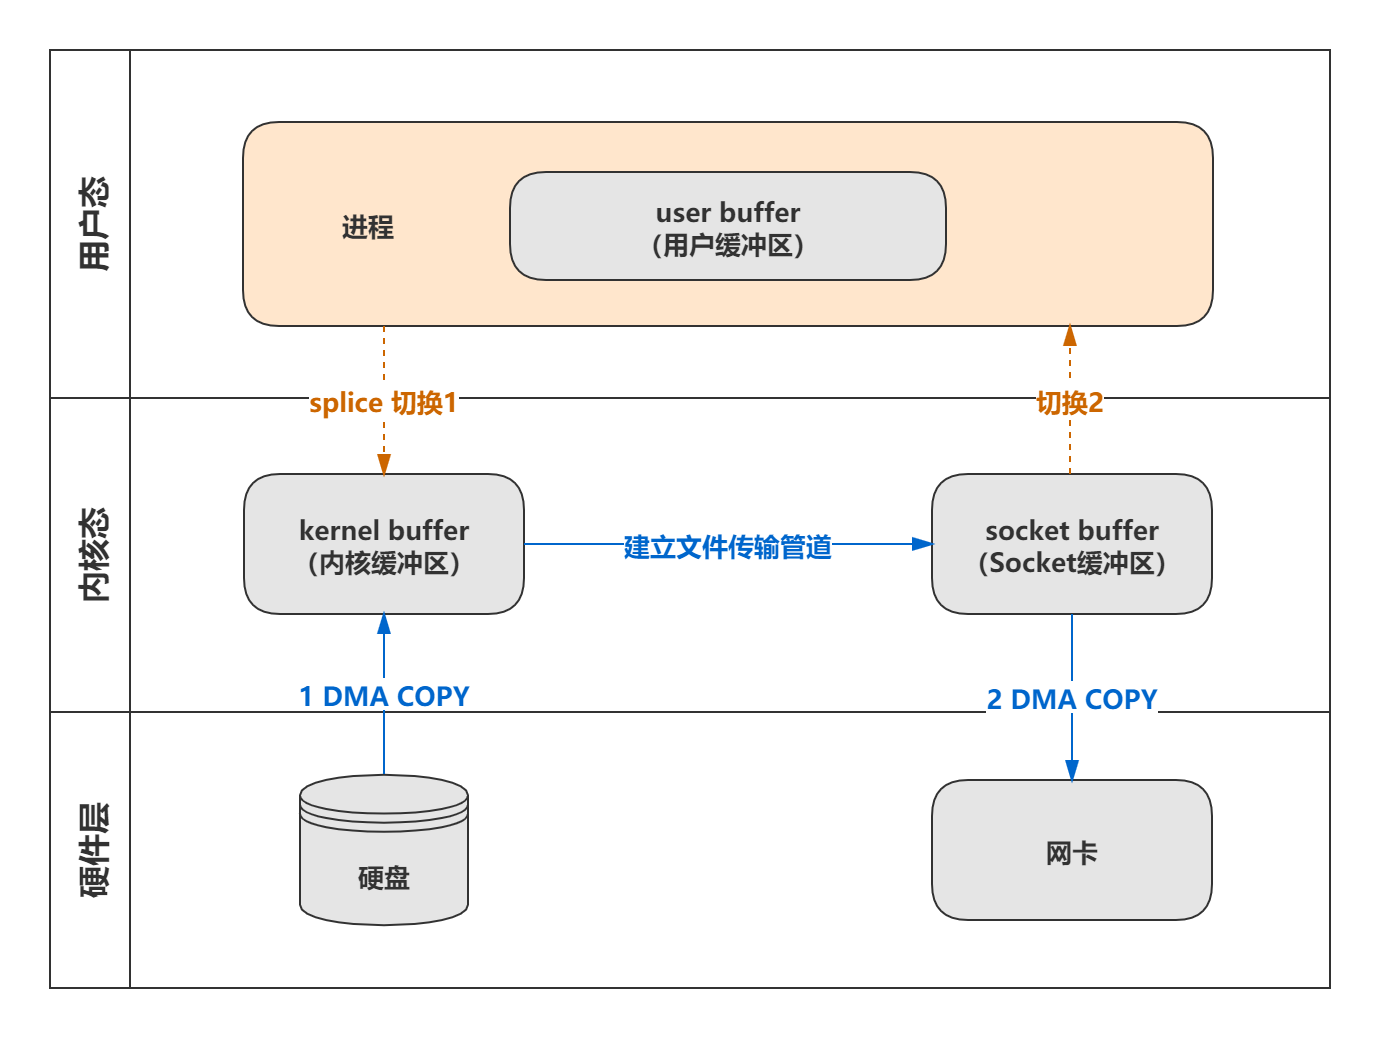 用户态
进程
user buffer
（用户缓冲区）
splice 切换1
切换2
内核态
kernel buffer
（内核缓冲区）
建立文件传输管道
socket buffer
（Socket缓冲区）
1 DMA COPY
2 DMA COPY
硬件层
硬盘
网卡